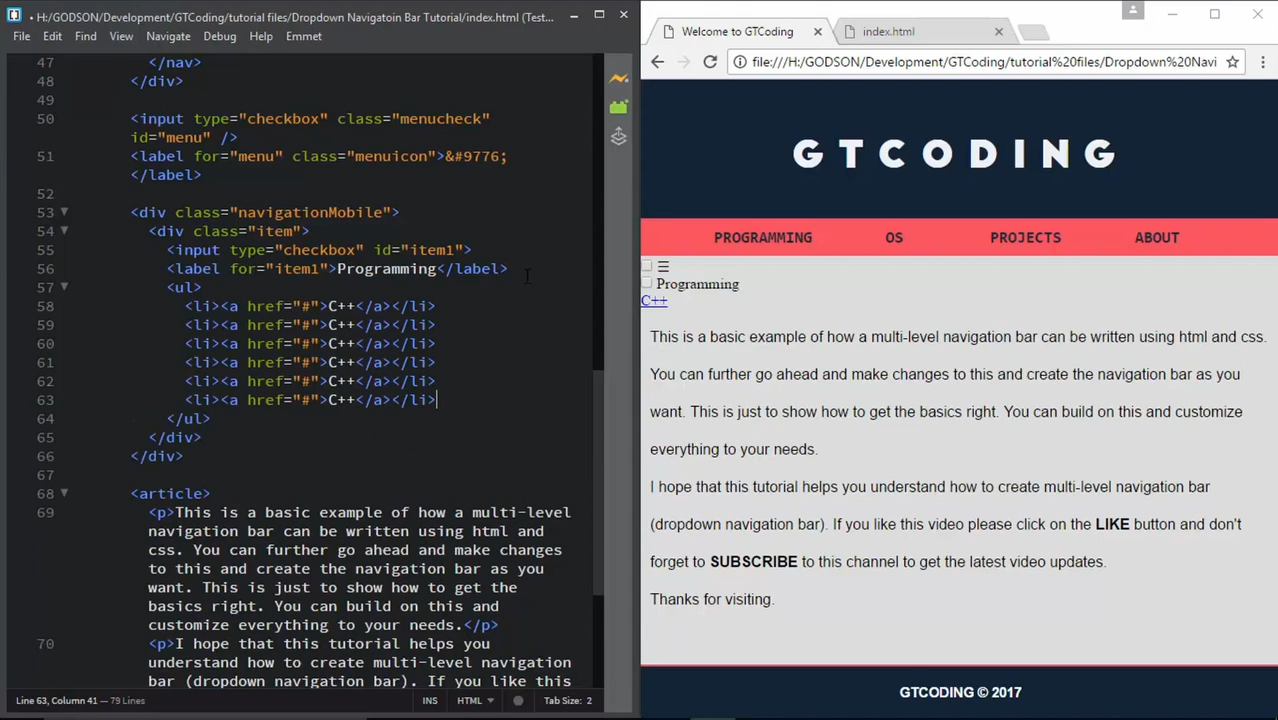 H:/GODSON/Development/GTCoding/tutorial files/Dropdown Navigatoin Bar Tutorial/index.html (Test...
File Edit Find View Navigate Debug Help Emmet
47 </nav>
48 </div>
49
50 <input type="checkbox" class="menucheck"
id="menu" />
51 <label for="menu" class="menuicon">&#9776;
</label>
52
53 <div class="navigationMobile">
54 <div class="item">
55 <input type="checkbox" id="item1">
56 <label for="item1">Programming</label>
57 <ul>
58 <li><a href="#">C++</a></li>
59 <li><a href="#">C++</a></li>
60 <li><a href="#">C++</a></li>
61 <li><a href="#">C++</a></li>
62 <li><a href="#">C++</a></li>
63 <li><a href="#">C++</a></li>
64 </ul>
65 </div>
66 </div>
67
68 <article>
69 <p>This is a basic example of how a multi-level
navigation bar can be written using html and
css. You can further go ahead and make changes
to this and create the navigation bar as you
want. This is just to show how to get the
basics right. You can build on this and
customize everything to your needs.</p>
70 <p>I hope that this tutorial helps you
understand how to create multi-level navigation
bar (dropdown navigation bar). If you like this
Line 63, Column 41 — 79 Lines INS HTML Tab Size: 2
Welcome to GTCoding index.html
file:///H:/GODSON/Development/GTCoding/tutorial%20files/Dropdown%20Navi
GTCODING
PROGRAMMING OS PROJECTS ABOUT
☰
Programming
C++
This is a basic example of how a multi-level navigation bar can be written using html and css.
You can further go ahead and make changes to this and create the navigation bar as you
want. This is just to show how to get the basics right. You can build on this and customize
everything to your needs.
I hope that this tutorial helps you understand how to create multi-level navigation bar
(dropdown navigation bar). If you like this video please click on the LIKE button and don't
forget to SUBSCRIBE to this channel to get the latest video updates.
Thanks for visiting.
GTCODING © 2017